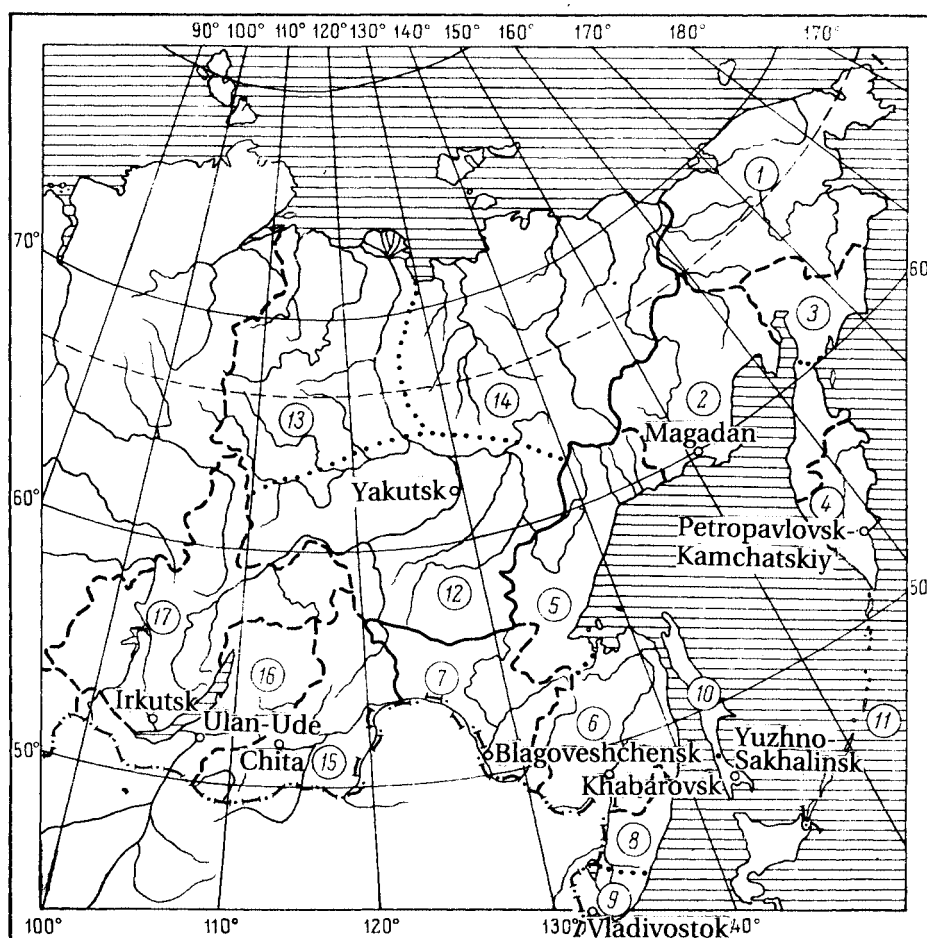 90° 100° 110° 120° 130° 140° 150° 160° 170° 180° 170°
1
70°
60°
3
14
2
13
Magadan
Yakutsk
60°
4
Petropavlovsk-
Kamchatskiy
12
5
50°
17
16
7
10
Irkutsk
6
11
Ulan-Ude
Yuzhno
Blagoveshchensk
Sakhalinsk
50°
Chita
15
Khabarovsk
8
9
100° 110° 120° 130° 140°
Vladivostok